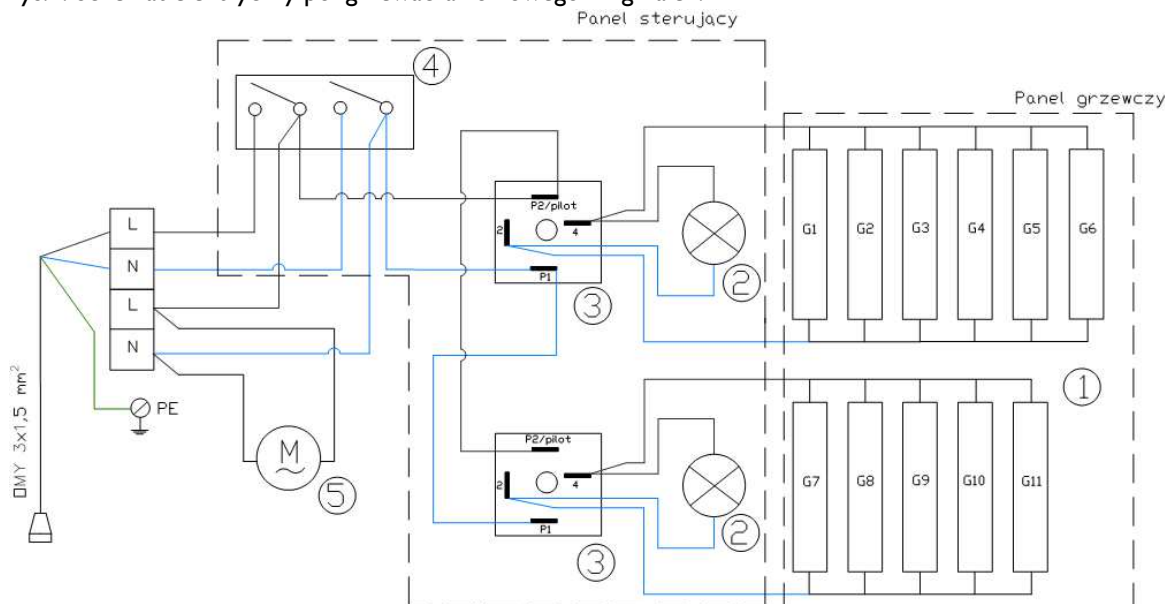 Panel sterujący
4
Panel grzewczy
L
N
L
N
PE
OMY 3x1,5 mm²
M
~
5
P2/pilot
2
4
P1
3
2
G1 G2 G3 G4 G5 G6
1
P2/pilot
2
4
P1
3
2
G7 G8 G9 G10 G11